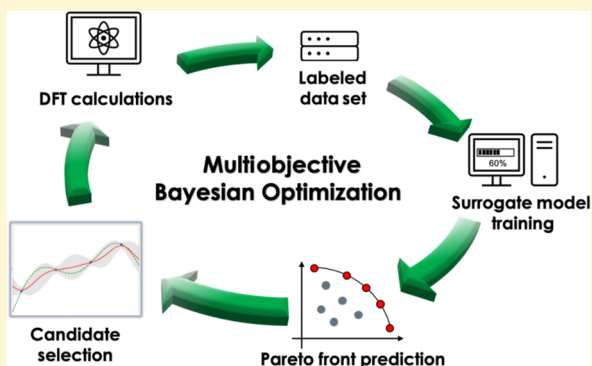 DFT calculations
Labeled
data set
60%
Surrogate model
training
Multiobjective
Bayesian Optimization
Candidate
selection
Pareto front prediction